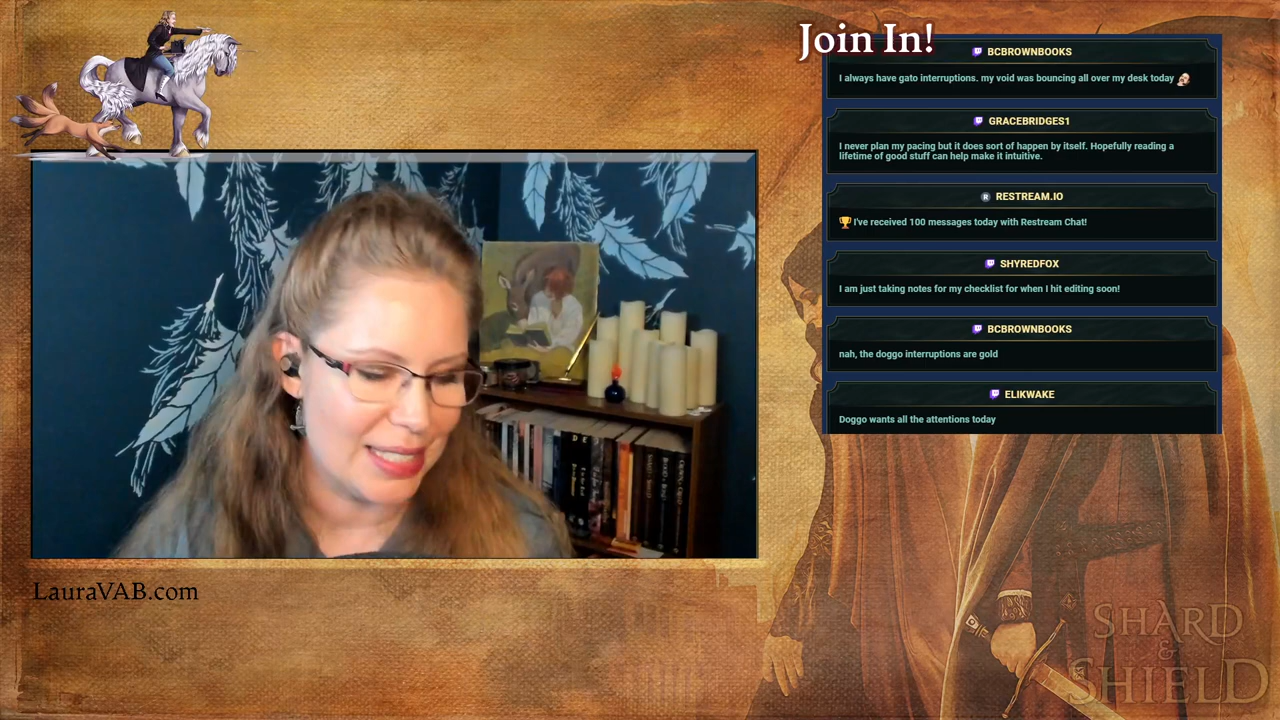 Join In!
BCBROWNBOOKS
I always have gato interruptions. my void was bouncing all over my desk today
GRACEBRIDGES1
I never plan my pacing but it does sort of happen by itself. Hopefully reading a
lifetime of good stuff can help make it intuitive.
RESTREAM.IO
I've received 100 messages today with Restream Chat!
SHYREDFOX
I am just taking notes for my checklist for when I hit editing soon!
BCBROWNBOOKS
nah, the doggo interruptions are gold
ELIKWAKE
Doggo wants all the attentions today
LauraVAB.com
SHARD
&
SHIELD